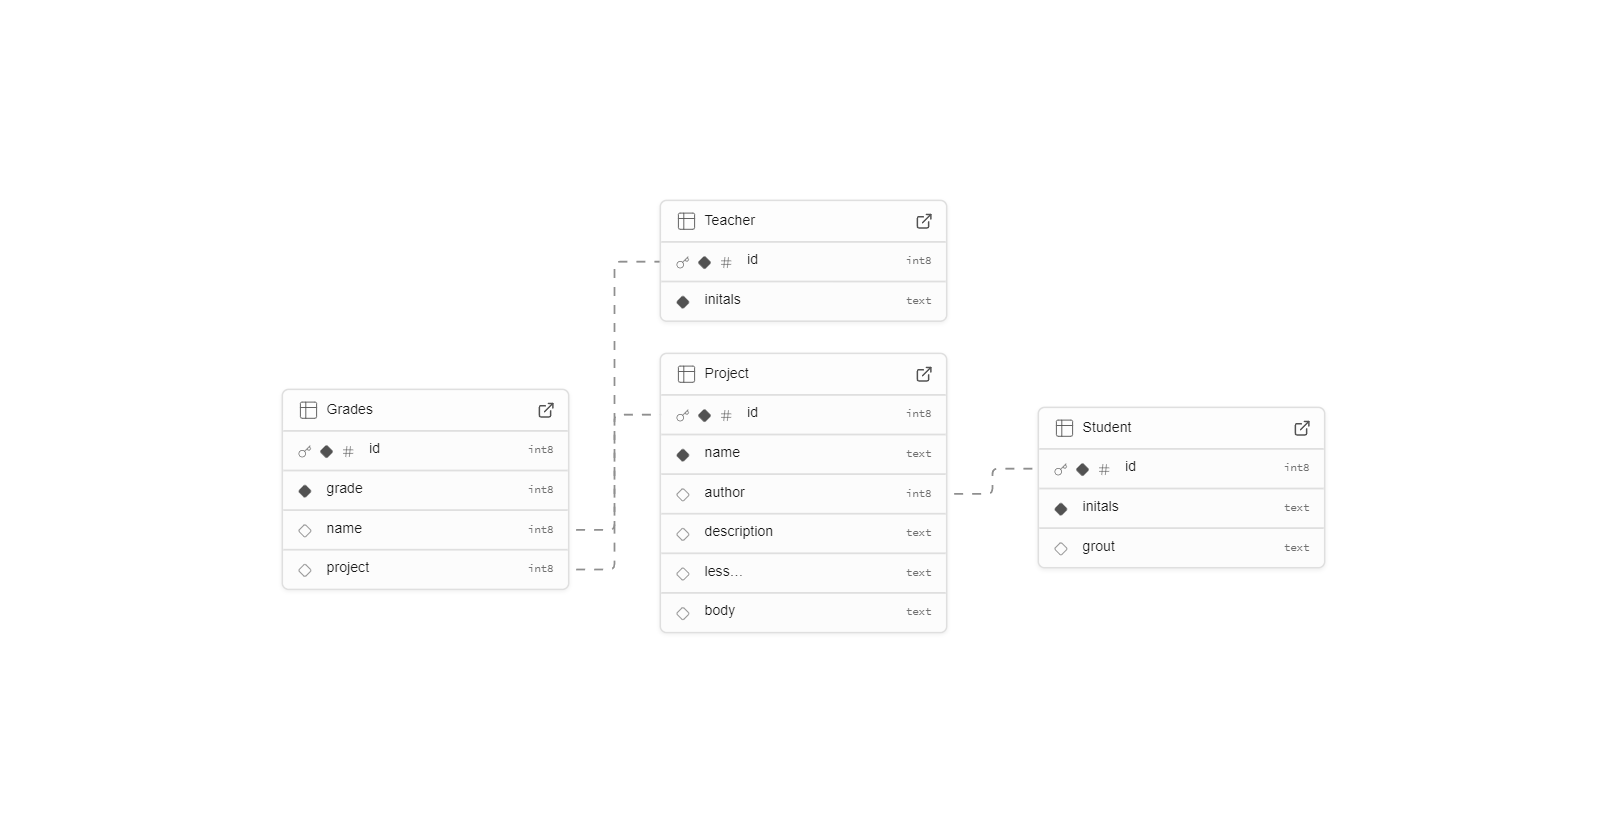 Teacher
id int8
initals text
Project
id int8
name text
author int8
description text
less... text
body text
Grades
id int8
grade int8
name int8
project int8
Student
id int8
initals text
grout text